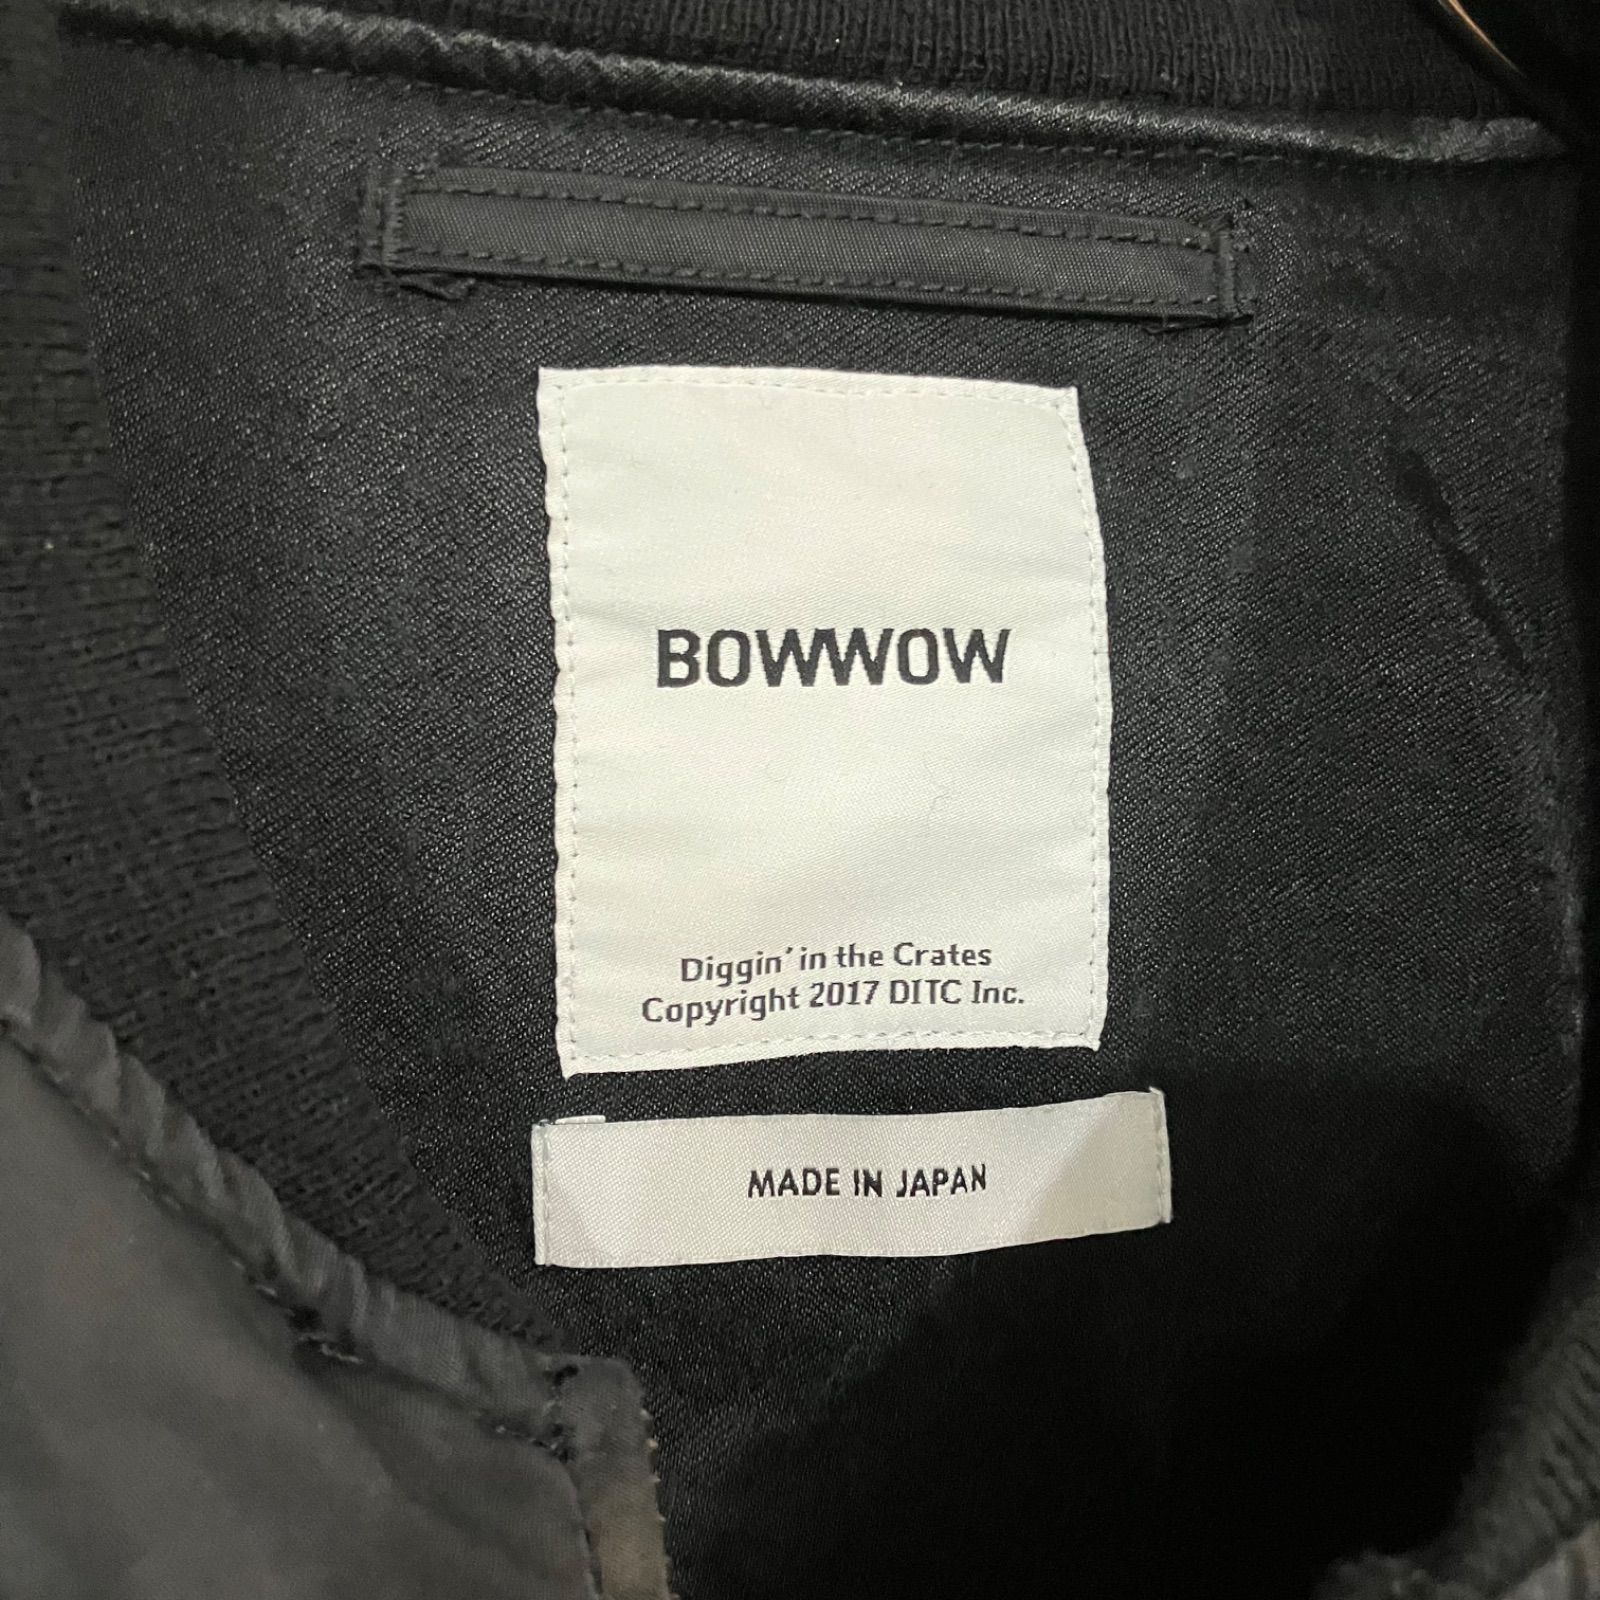 BOWWOW
Diggin' in the Crates
Copyright 2017 DITC Inc.
MADE IN JAPAN